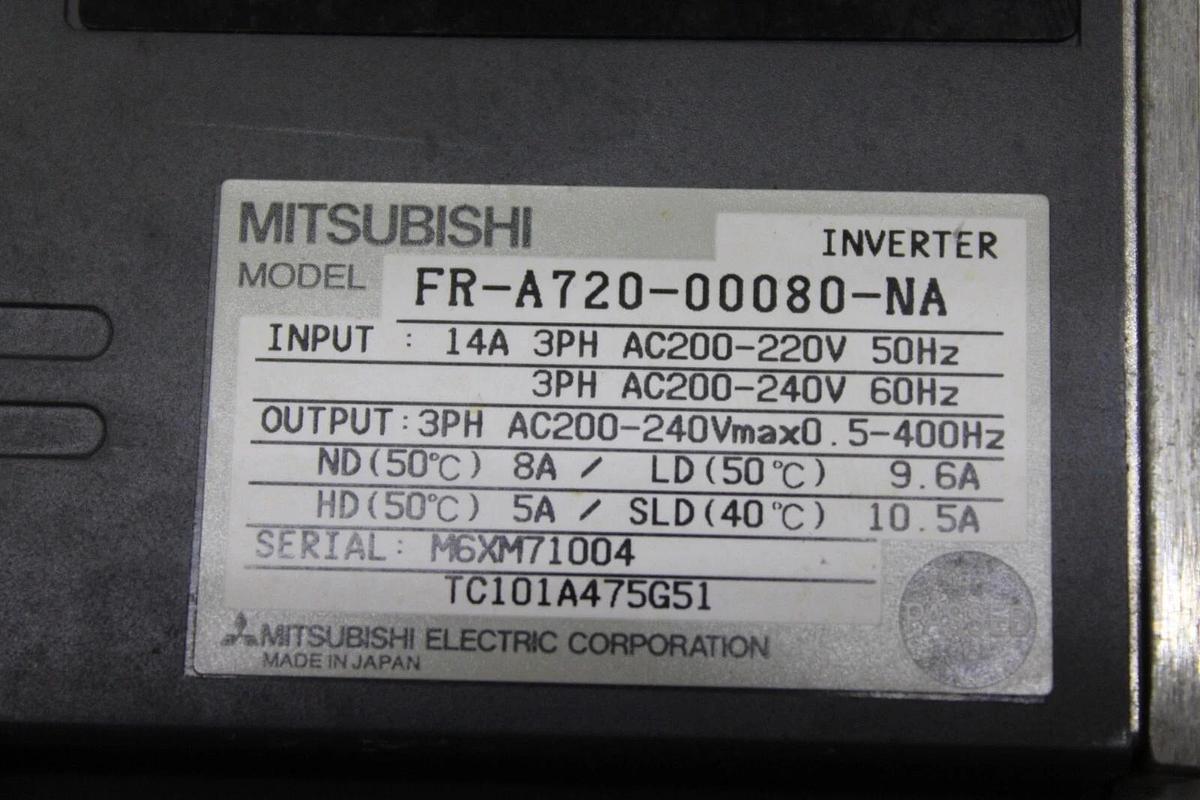 MITSUBISHI
INVERTER
MODEL FR-A720-00080-NA
INPUT : 14A 3PH AC200-220V 50Hz
3PH AC200-240V 60Hz
OUTPUT:3PH AC200-240Vmax0.5-400Hz
ND(50℃) 8A / LD(50℃) 9.6A
HD(50℃) 5A / SLD(40℃) 10.5A
SERIAL: M6XM71004
TC101A475G51
MITSUBISHI ELECTRIC CORPORATION
MADE IN JAPAN